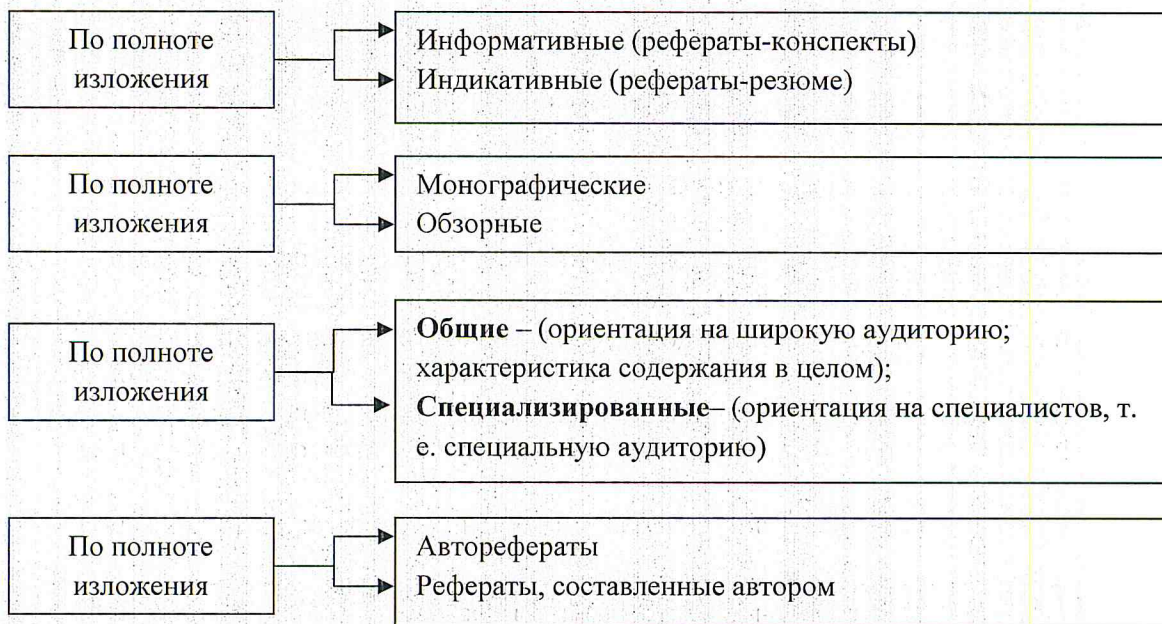 По полноте
изложения
Информативные (рефераты-конспекты)
Индикативные (рефераты-резюме)
По полноте
изложения
Монографические
Обзорные
По полноте
изложения
Общие – (ориентация на широкую аудиторию;
характеристика содержания в целом);
Специализированные– (ориентация на специалистов, т.
е. специальную аудиторию)
По полноте
изложения
Авторефераты
Рефераты, составленные автором